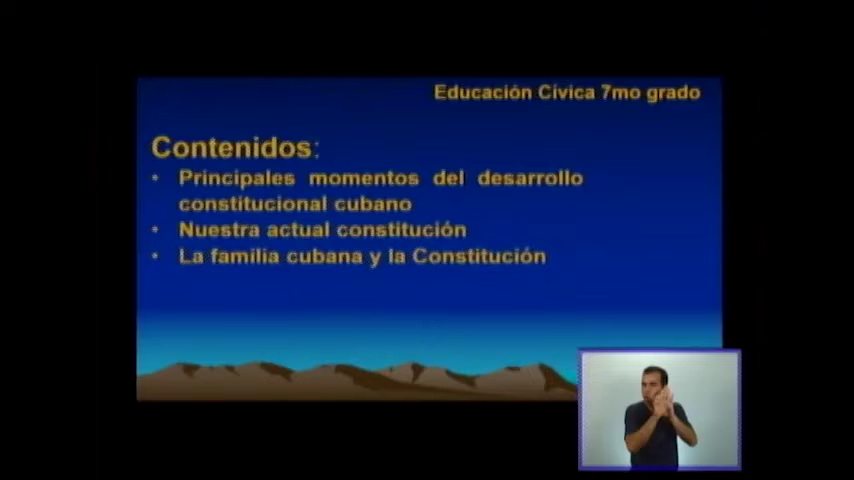 Educación Cívica 7mo grado
Contenidos:
• Principales momentos del desarrollo
constitucional cubano
• Nuestra actual constitución
• La familia cubana y la Constitución